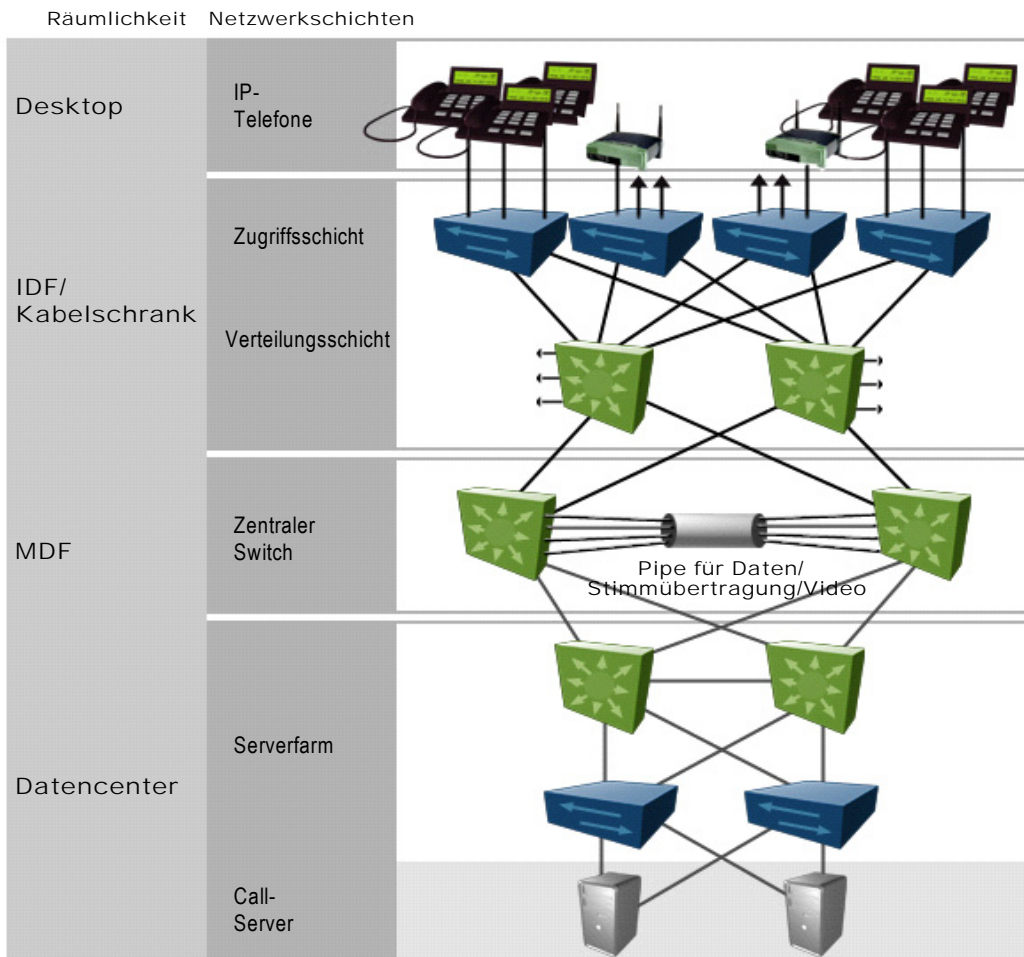 Räumlichkeit Netzwerkschichten
Desktop
IP-
Telefone
IDF/
Kabelschrank
Zugriffsschicht
Verteilungsschicht
MDF
Zentraler
Switch
Pipe für Daten/
Stimmübertragung/Video
Datencenter
Serverfarm
Call-
Server